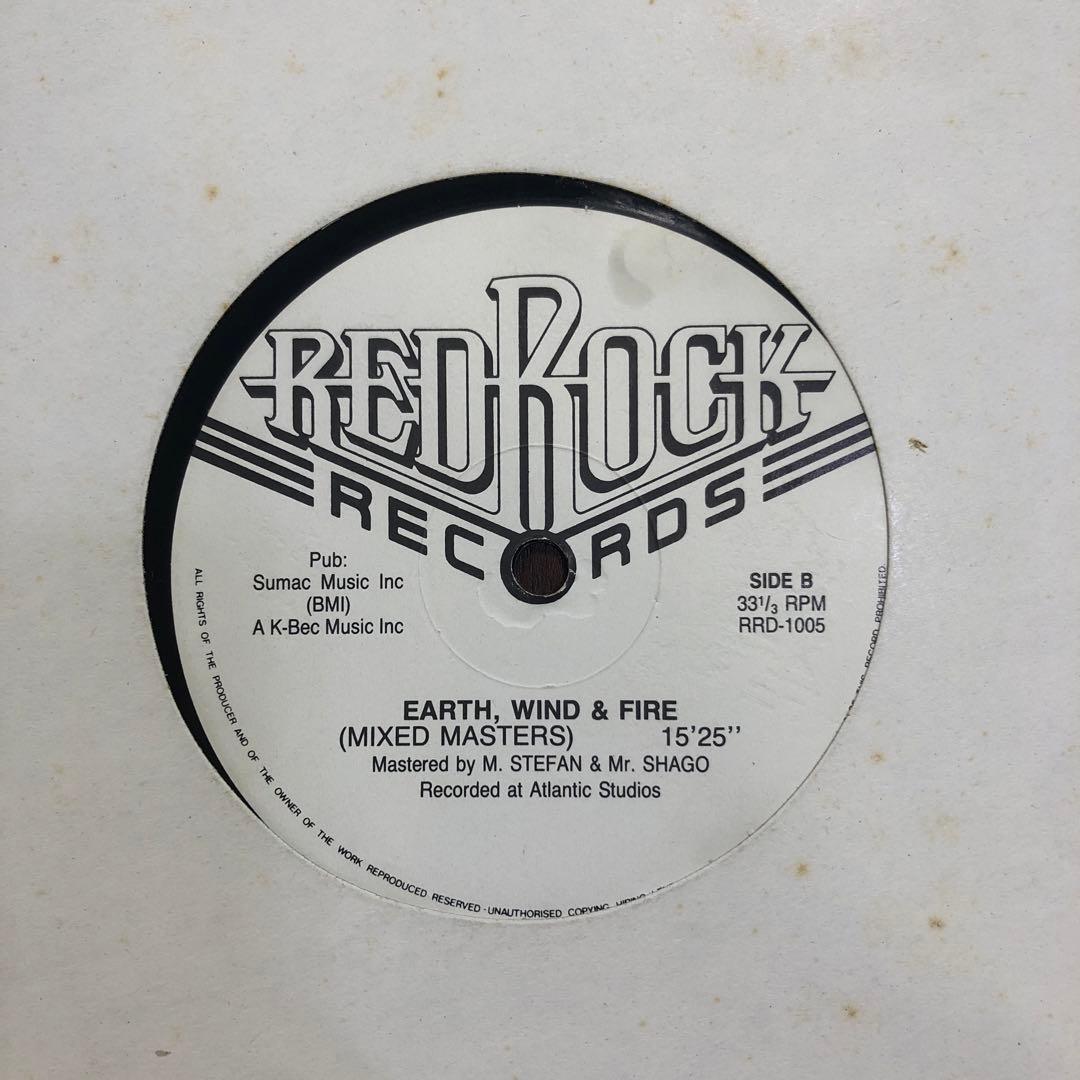 REDROCK
RECORDS
Pub:
Sumac Music Inc
(BMI)
A K-Bec Music Inc
SIDE B
33 1/3 RPM
RRD-1005
EARTH, WIND & FIRE
(MIXED MASTERS) 15'25''
Mastered by M. STEFAN & Mr. SHAGO
Recorded at Atlantic Studios
ALL RIGHTS OF THE PRODUCER AND OF THE OWNER OF THE WORK REPRODUCED RESERVED - UNAUTHORISED COPYING, HIRING THIS RECORD PROHIBITED.